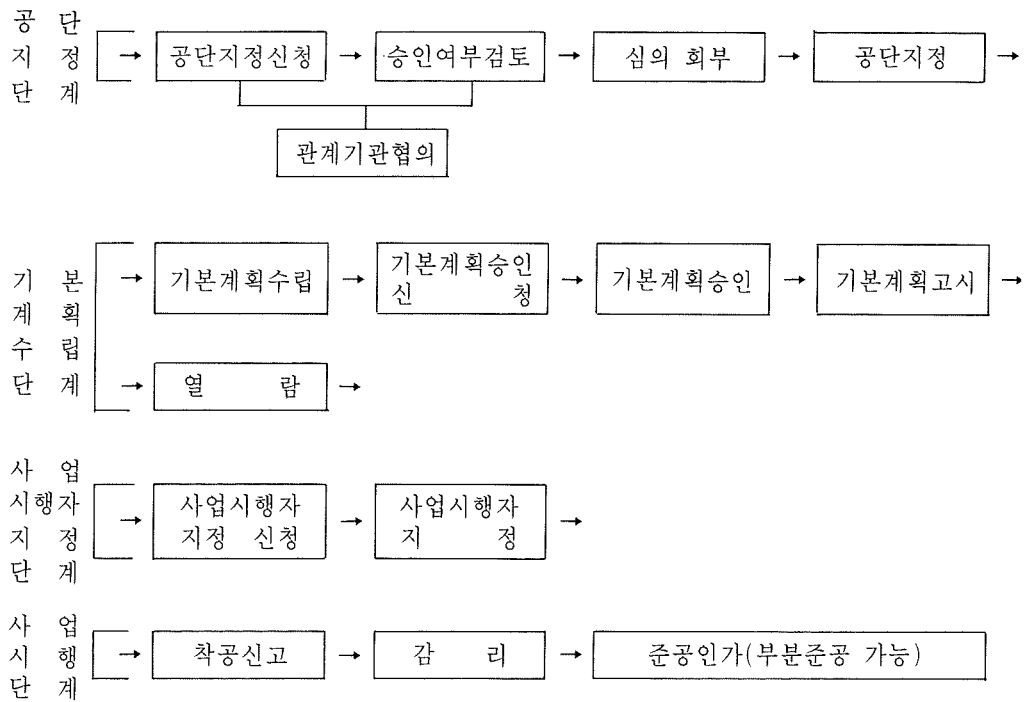 공 단
지 정
단 계
공단지정신청 → 승인여부검토 → 심의 회부 → 공단지정 →
관계기관협의
기 본
계 획
수 립
단 계
기본계획수립 → 기본계획승인
신 청 → 기본계획승인 → 기본계획고시 →
열 람 →
사 업
시행자
지 정
단 계
사업시행자
지정 신청 → 사업시행자
지 정 →
사 업
시 행
단 계
착공신고 → 감 리 → 준공인가(부분준공 가능)